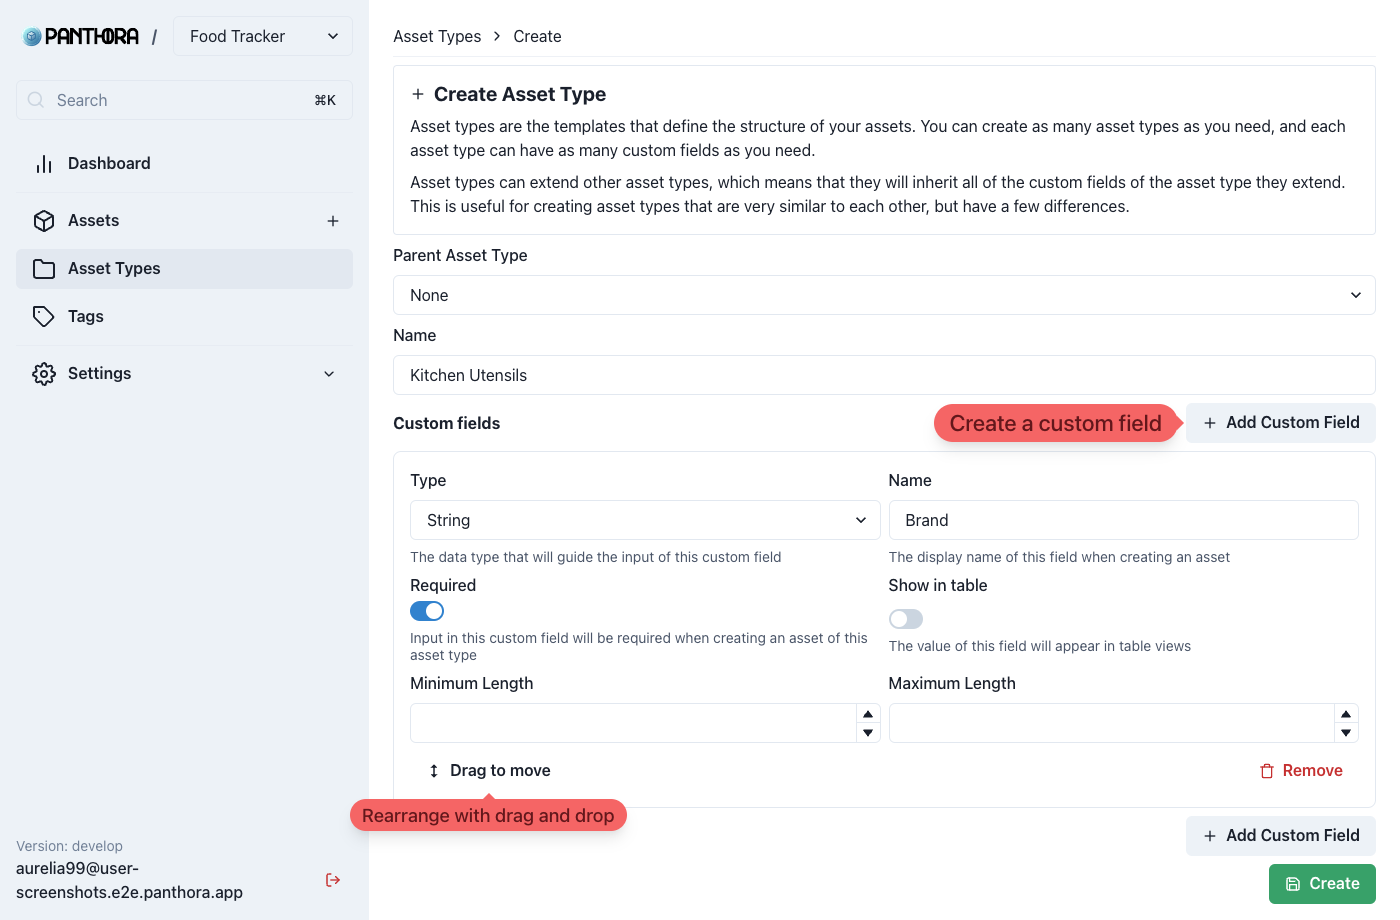 PANTHORA / Food Tracker
Search ⌘K
Dashboard
Assets
Asset Types
Tags
Settings
Version: develop
aurelia99@user-
screenshots.e2e.panthora.app
Asset Types > Create
Create Asset Type
Asset types are the templates that define the structure of your assets. You can create as many asset types as you need, and each
asset type can have as many custom fields as you need.
Asset types can extend other asset types, which means that they will inherit all of the custom fields of the asset type they extend.
This is useful for creating asset types that are very similar to each other, but have a few differences.
Parent Asset Type
None
Name
Kitchen Utensils
Custom fields
Create a custom field
+ Add Custom Field
Type
String
The data type that will guide the input of this custom field
Name
Brand
The display name of this field when creating an asset
Required
Input in this custom field will be required when creating an asset of this
asset type
Show in table
The value of this field will appear in table views
Minimum Length
Maximum Length
Drag to move
Remove
Rearrange with drag and drop
+ Add Custom Field
Create